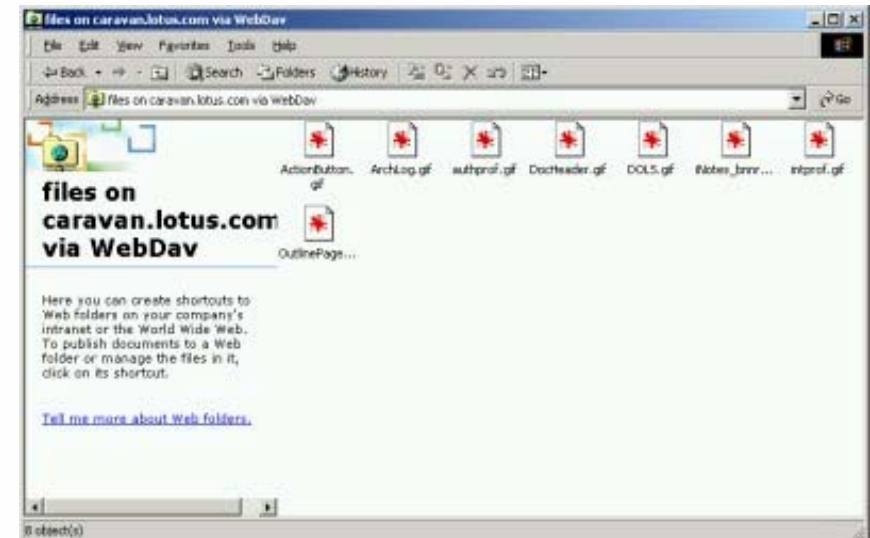 files on caravan.lotus.com via WebDav
File Edit View Favorites Tools Help
Back Search Folders History
Address files on caravan.lotus.com via WebDav Go
files on
caravan.lotus.com
via WebDav
Here you can create shortcuts to
Web folders on your company's
intranet or the World Wide Web.
To publish documents to a Web
folder or manage the files in it,
click on its shortcut.
Tell me more about Web folders.
ActionButton.gif ArchLog.gif authprof.gif DocHeader.gif DOLS.gif iNotes_bnnr... intprof.gif
OutlinePage...
8 object(s)